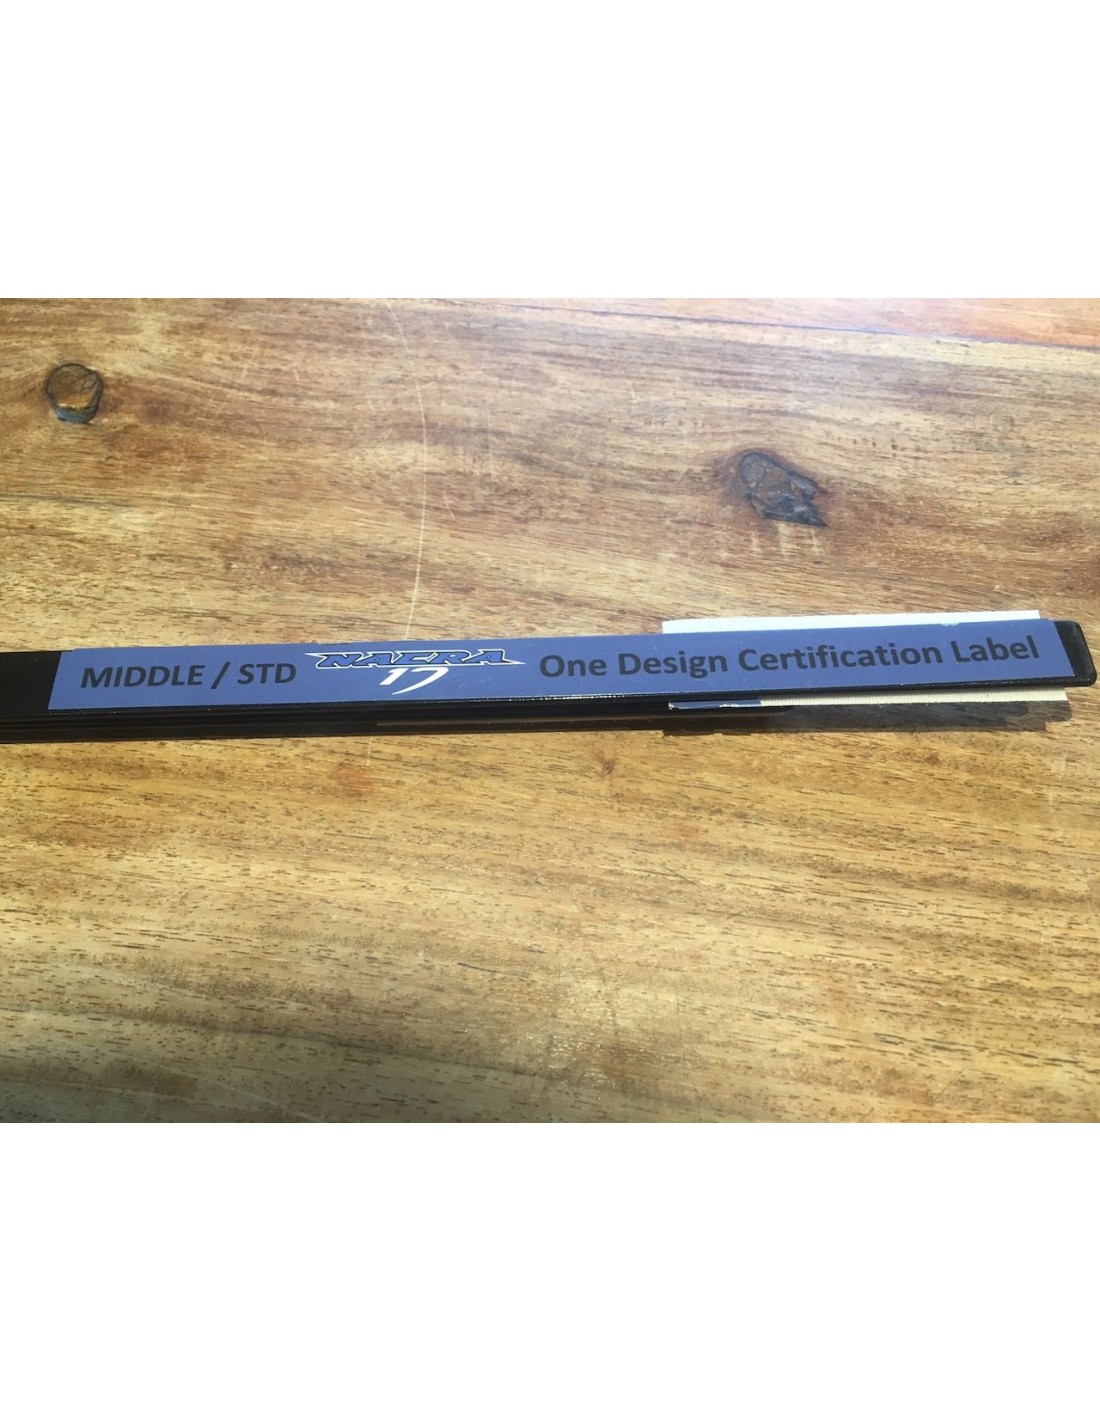 MIDDLE / STD NACRA 17 One Design Certification Label